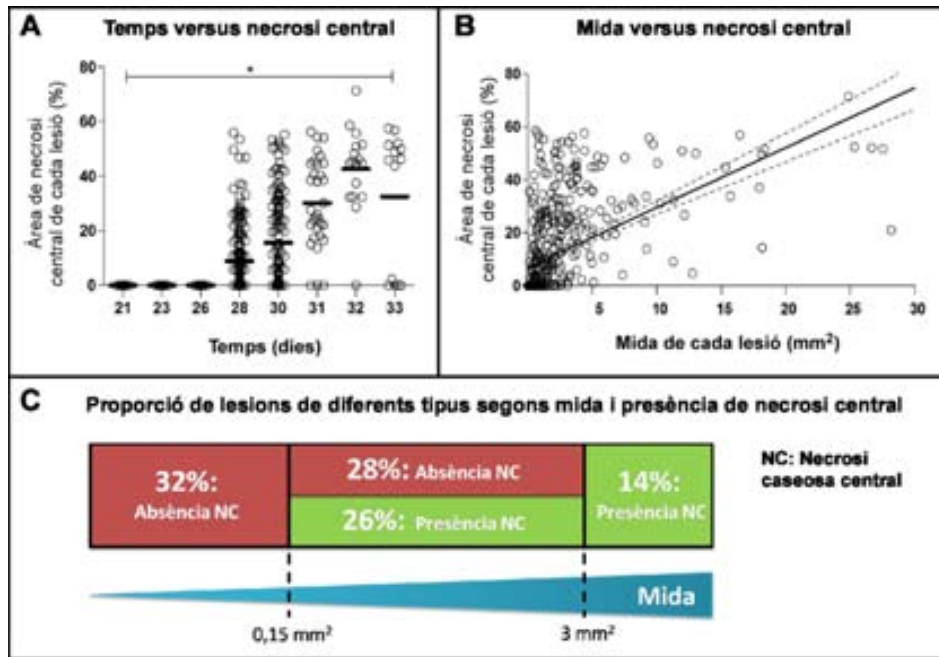 A Temps versus necrosi central
Àrea de necrosi
central de cada lesió (%)
80
60
40
20
0
*
21 23 26 28 30 31 32 33
Temps (dies)
B Mida versus necrosi central
Àrea de necrosi
central de cada lesió (%)
80
60
40
20
0
5 10 15 20 25 30
Mida de cada lesió (mm²)
C Proporció de lesions de diferents tipus segons mida i presència de necrosi central
32%:
Absència NC
28%: Absència NC
26%: Presència NC
14%:
Presència NC
NC: Necrosi
caseosa central
Mida
0,15 mm²
3 mm²